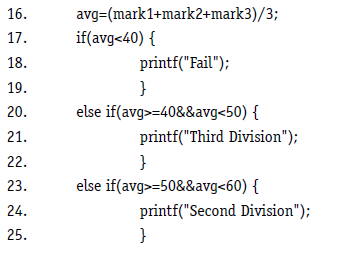 16. avg=(mark1+mark2+mark3)/3;
17. if(avg<40) {
18. printf("Fail");
19. }
20. else if(avg>=40&&avg<50) {
21. printf("Third Division");
22. }
23. else if(avg>=50&&avg<60) {
24. printf("Second Division");
25. }